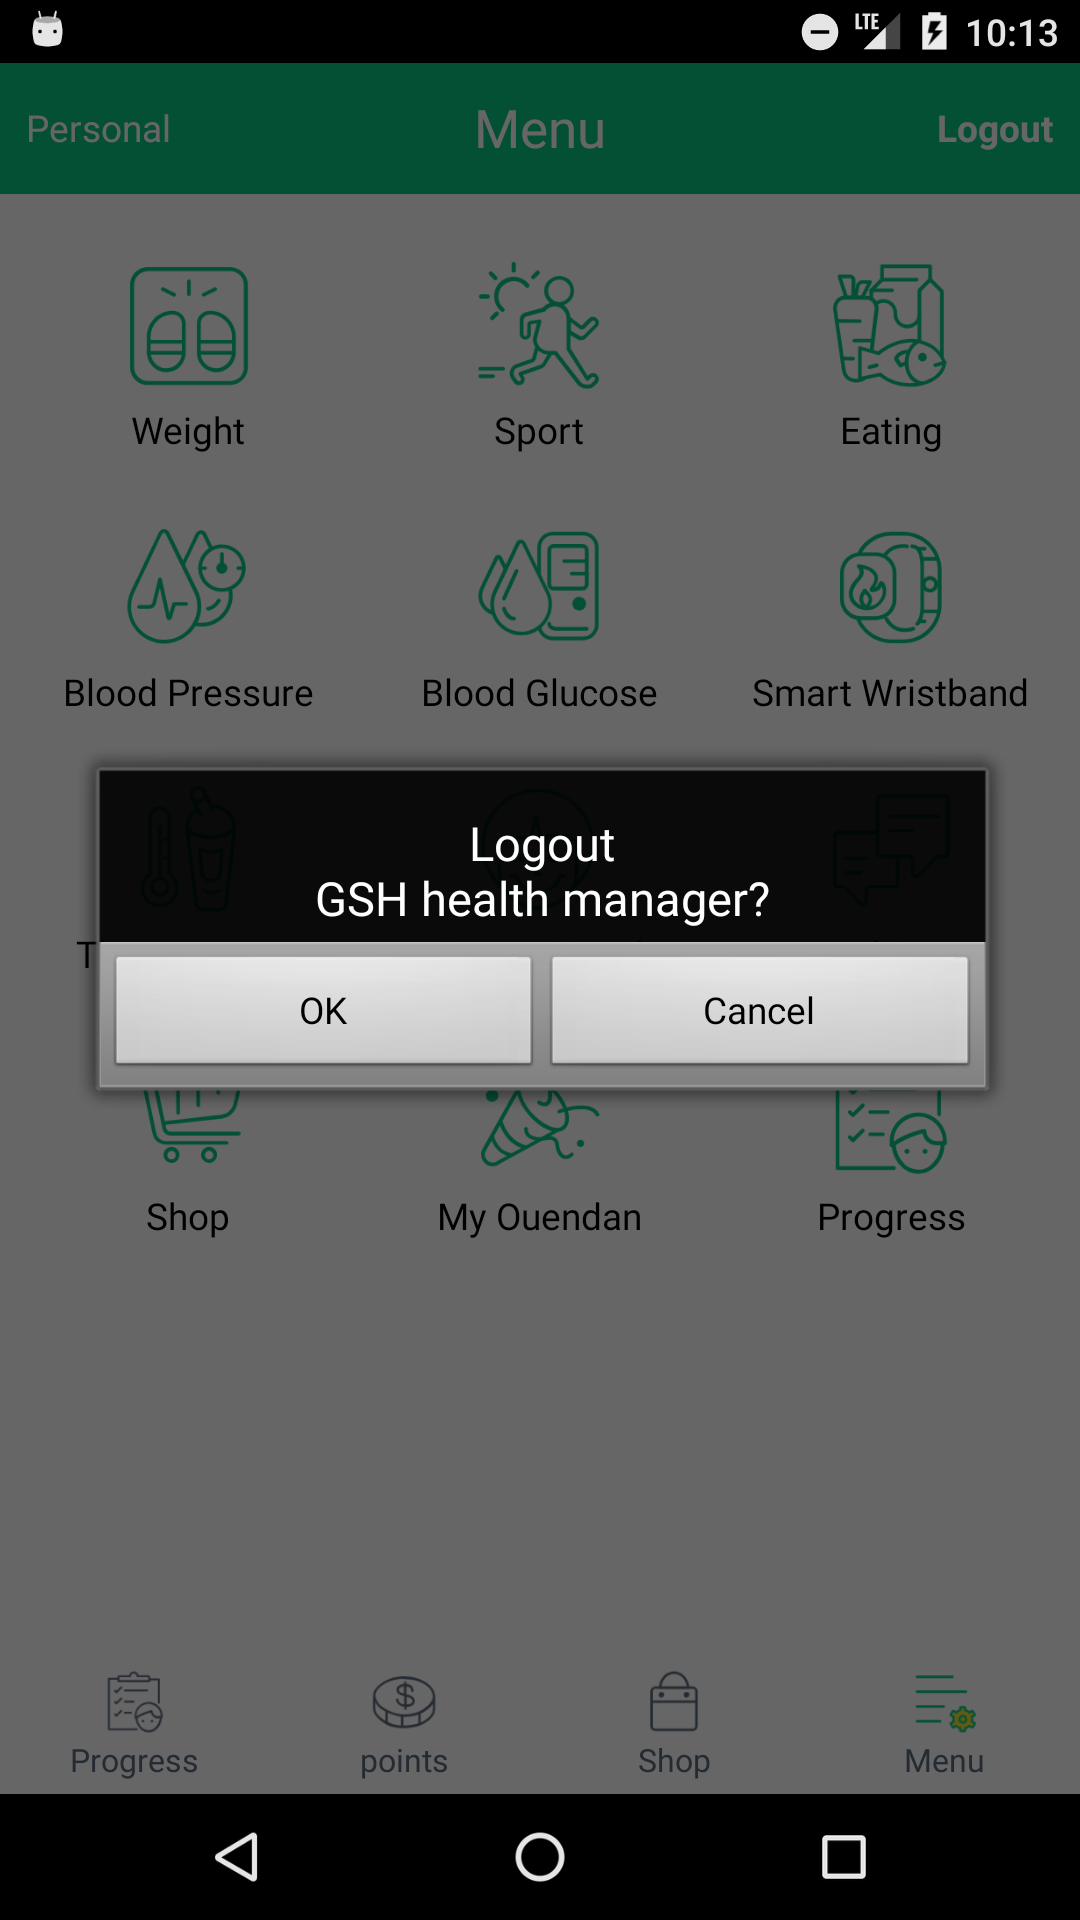 LTE 10:13
Personal Menu Logout
Weight Sport Eating
Blood Pressure Blood Glucose Smart Wristband
Logout
GSH health manager?
OK Cancel
Shop My Ouendan Progress
Progress points Shop Menu